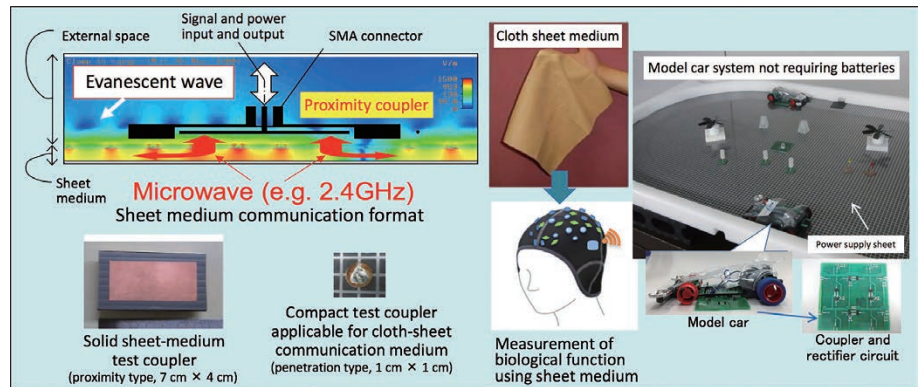 Signal and power
input and output
SMA connector
External space
V/m
Evanescent wave
Proximity coupler
Sheet
medium
Microwave (e.g. 2.4GHz)
Sheet medium communication format
Solid sheet-medium
test coupler
(proximity type, 7 cm × 4 cm)
Compact test coupler
applicable for cloth-sheet
communication medium
(penetration type, 1 cm × 1 cm)
Cloth sheet medium
Measurement of
biological function
using sheet medium
Model car system not requiring batteries
Power supply sheet
Model car
Coupler and
rectifier circuit